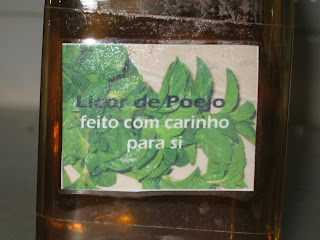 Licor de Poejo
feito com carinho
para si